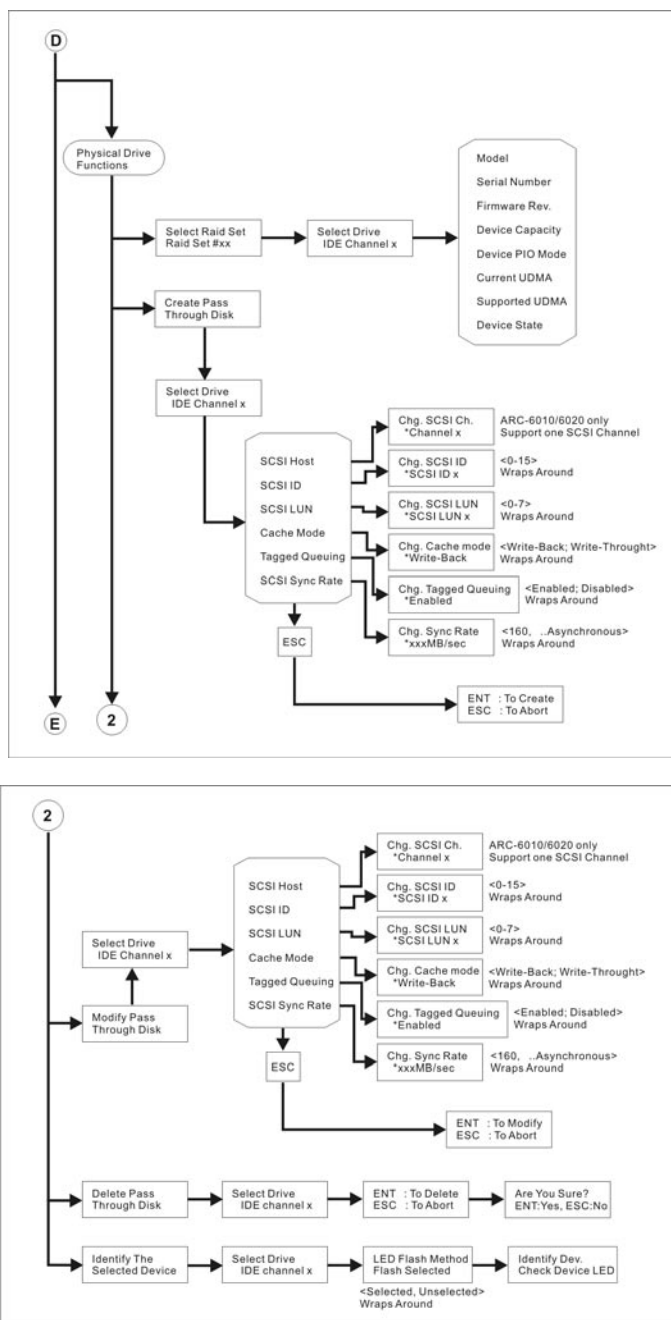 D
Physical Drive
Functions
Select Raid Set
Raid Set #xx
Select Drive
IDE Channel x
Model
Serial Number
Firmware Rev.
Device Capacity
Device PIO Mode
Current UDMA
Supported UDMA
Device State
Create Pass
Through Disk
Select Drive
IDE Channel x
SCSI Host
SCSI ID
SCSI LUN
Cache Mode
Tagged Queuing
SCSI Sync Rate
Chg. SCSI Ch.
*Channel x
ARC-6010/6020 only
Support one SCSI Channel
Chg. SCSI ID
*SCSI ID x
<0-15>
Wraps Around
Chg. SCSI LUN
*SCSI LUN x
<0-7>
Wraps Around
Chg. Cache mode
*Write-Back
<Write-Back; Write-Throught>
Wraps Around
Chg. Tagged Queuing
*Enabled
<Enabled; Disabled>
Wraps Around
Chg. Sync Rate
*xxxMB/sec
<160, ..Asynchronous>
Wraps Around
ESC
ENT : To Create
ESC : To Abort
E
2
2
Select Drive
IDE Channel x
Modify Pass
Through Disk
SCSI Host
SCSI ID
SCSI LUN
Cache Mode
Tagged Queuing
SCSI Sync Rate
Chg. SCSI Ch.
*Channel x
ARC-6010/6020 only
Support one SCSI Channel
Chg. SCSI ID
*SCSI ID x
<0-15>
Wraps Around
Chg. SCSI LUN
*SCSI LUN x
<0-7>
Wraps Around
Chg. Cache mode
*Write-Back
<Write-Back; Write-Throught>
Wraps Around
Chg. Tagged Queuing
*Enabled
<Enabled; Disabled>
Wraps Around
Chg. Sync Rate
*xxxMB/sec
<160, ..Asynchronous>
Wraps Around
ESC
ENT : To Modify
ESC : To Abort
Delete Pass
Through Disk
Select Drive
IDE channel x
ENT : To Delete
ESC : To Abort
Are You Sure?
ENT:Yes, ESC:No
Identify The
Selected Device
Select Drive
IDE channel x
LED Flash Method
Flash Selected
<Selected, Unselected>
Wraps Around
Identify Dev.
Check Device LED